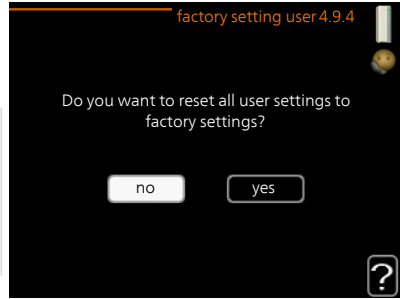 factory setting user 4.9.4
Do you want to reset all user settings to
factory settings?
no
yes
?